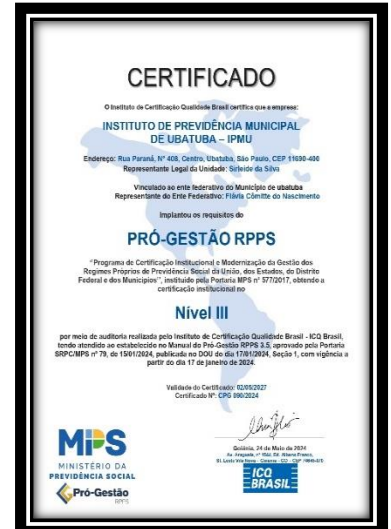 CERTIFICADO
O Instituto de Certificação Qualidade Brasil certifica que a empresa:
INSTITUTO DE PREVIDÊNCIA MUNICIPAL
DE UBATUBA – IPMU
Endereço: Rua Paraná, Nº 408, Centro, Ubatuba, São Paulo, CEP 11690-406
Representante Legal da Unidade: Sirleide da Silva
Vinculado ao ente federativo do Município de ubatuba
Representante do Ente Federativo: Flávia Cômitte do Nascimento
Implantou os requisitos do
PRÓ-GESTÃO RPPS
"Programa de Certificação Institucional e Modernização da Gestão dos
Regimes Próprios de Previdência Social da União, dos Estados, do Distrito
Federal e dos Municípios", instituído pela Portaria MPS nº 577/2017, obtendo a
certificação institucional no
Nível III
por meio de auditoria realizada pelo Instituto de Certificação Qualidade Brasil - ICQ Brasil,
tendo atendido ao estabelecido no Manual do Pró-Gestão RPPS 3.5, aprovado pela Portaria
SRPC/MPS nº 79, de 15/01/2024, publicada no DOU do dia 17/01/2024, Seção 1, com vigência a
partir do dia 17 de janeiro de 2024.
Validade do Certificado: 02/05/2027
Certificado Nº: CPG 090/2024
Goiânia, 24 de Maio de 2024
MPS
MINISTÉRIO DA
PREVIDÊNCIA SOCIAL
Pró-Gestão
RPPS
ICQ
BRASIL